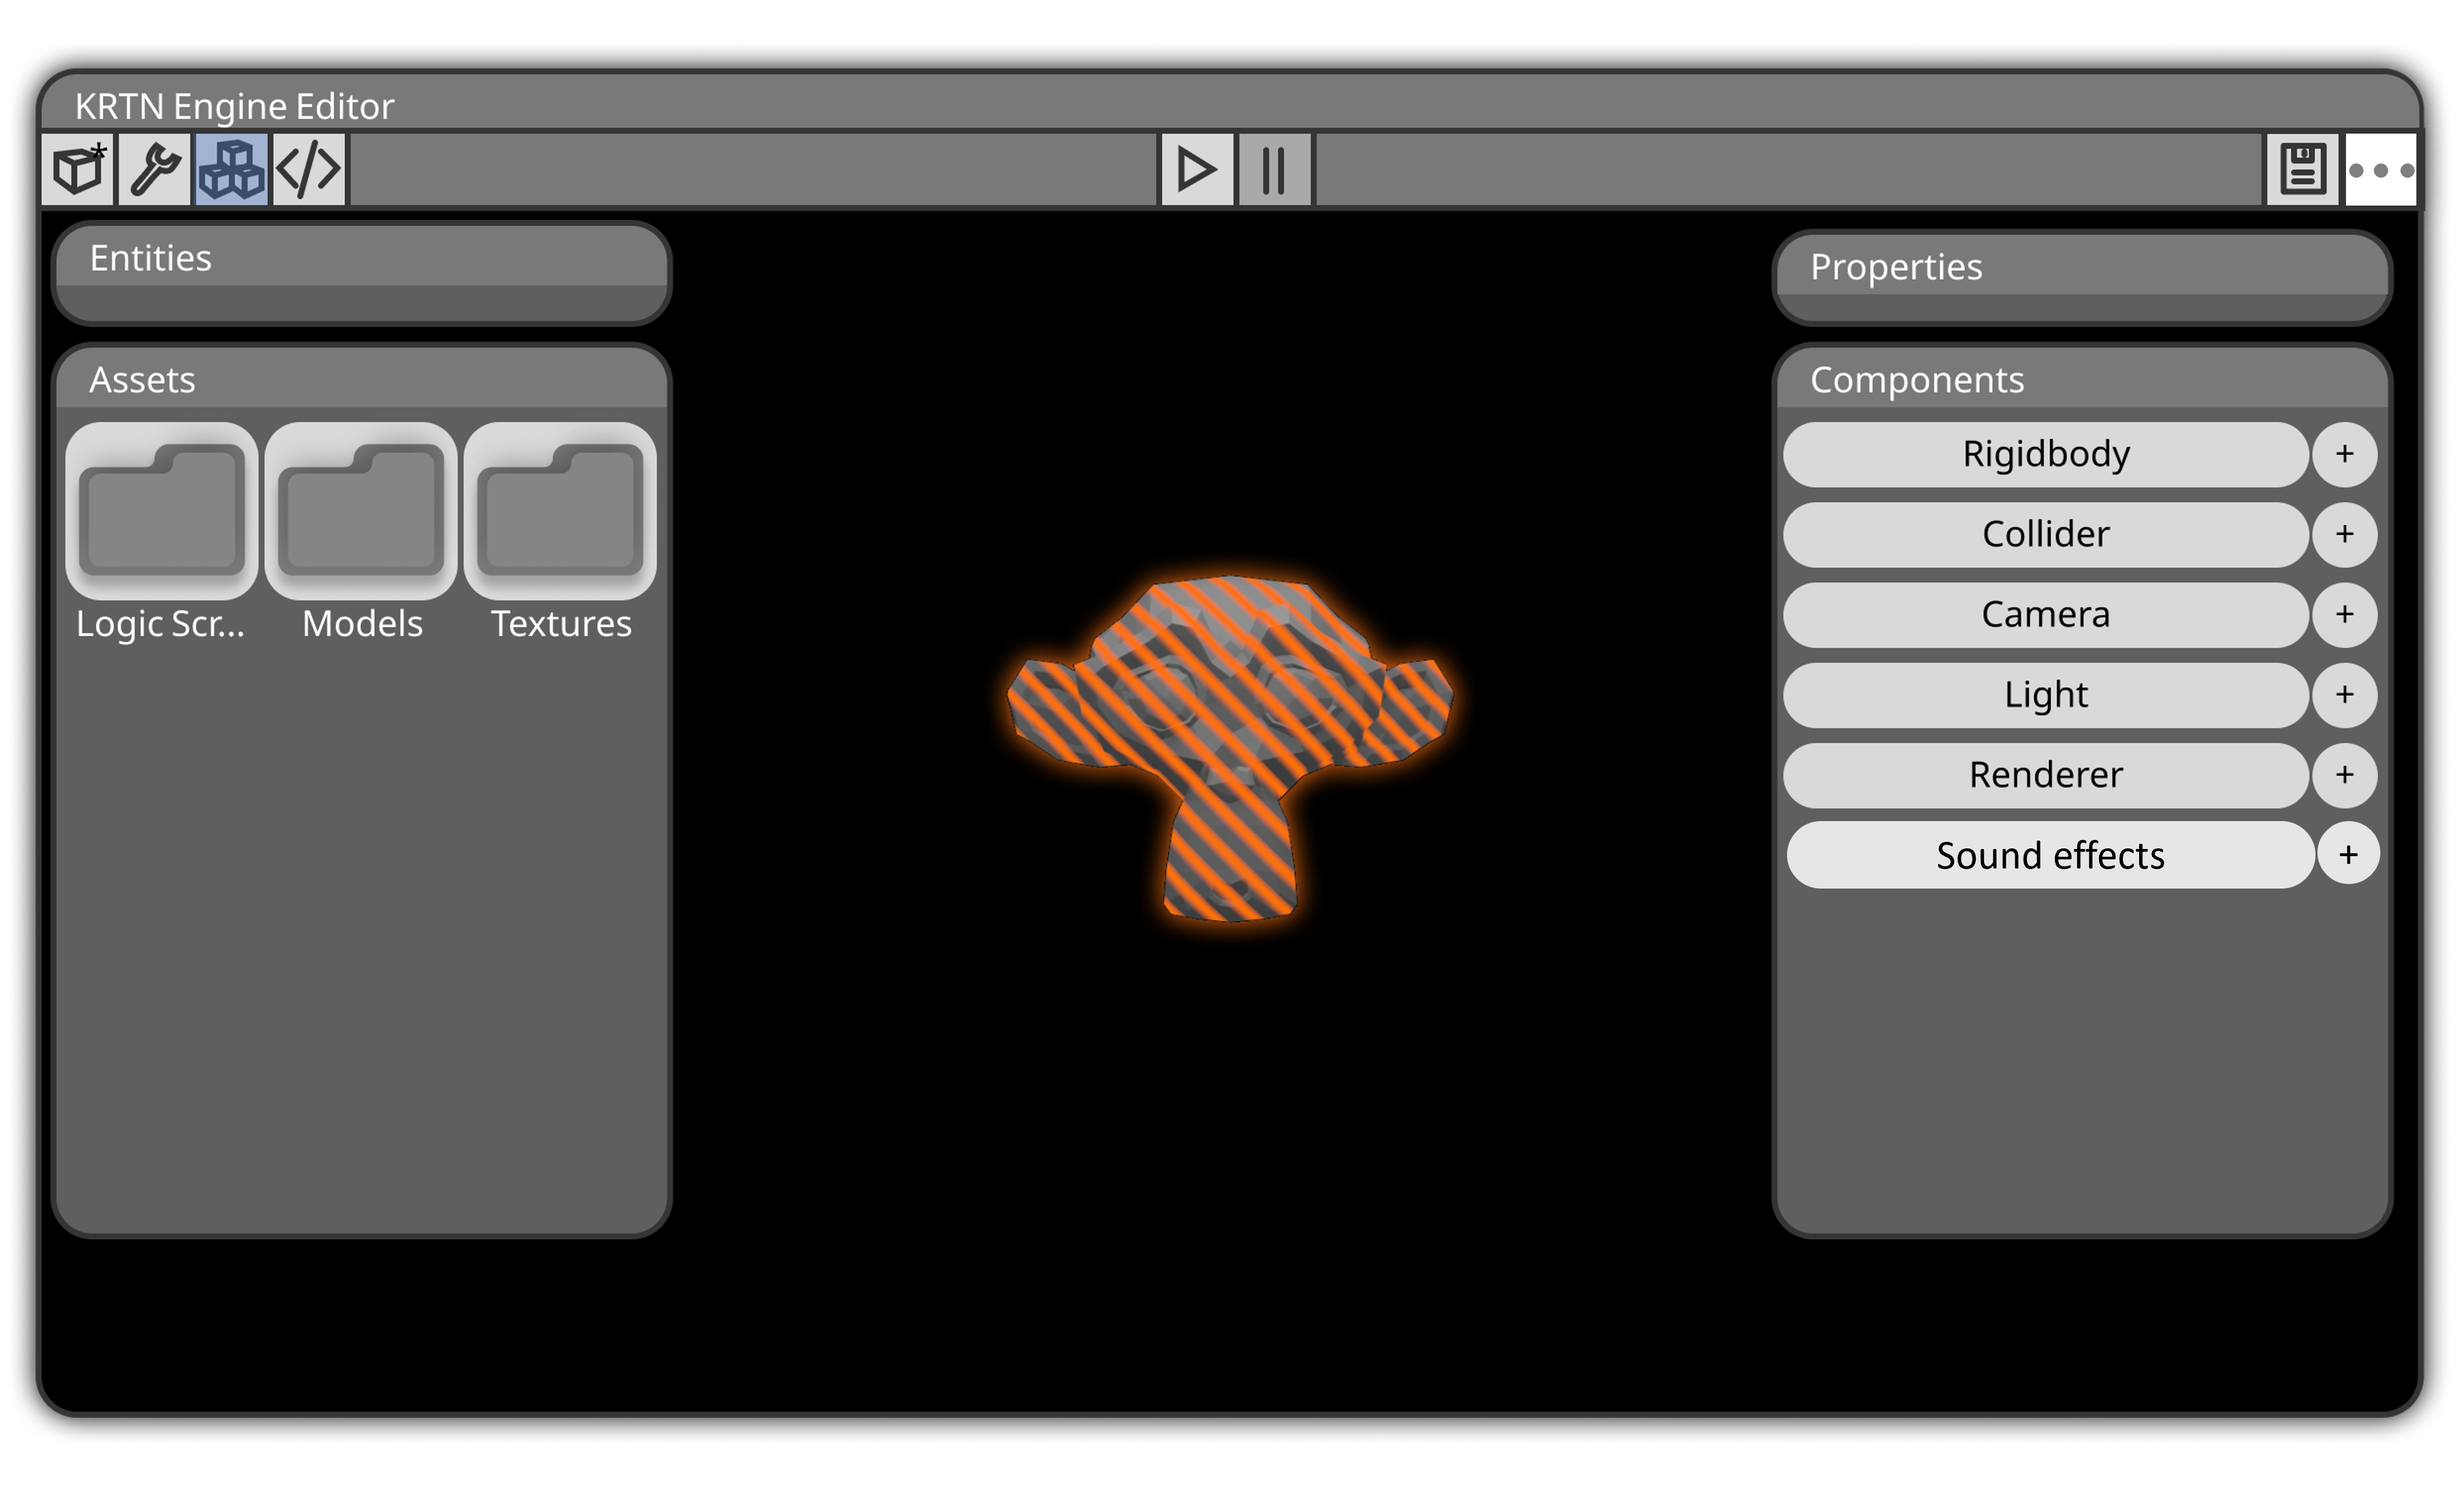 KRTN Engine Editor
*
Entities
Properties
Assets
Components
Logic Scr...
Models
Textures
Rigidbody +
Collider +
Camera +
Light +
Renderer +
Sound effects +